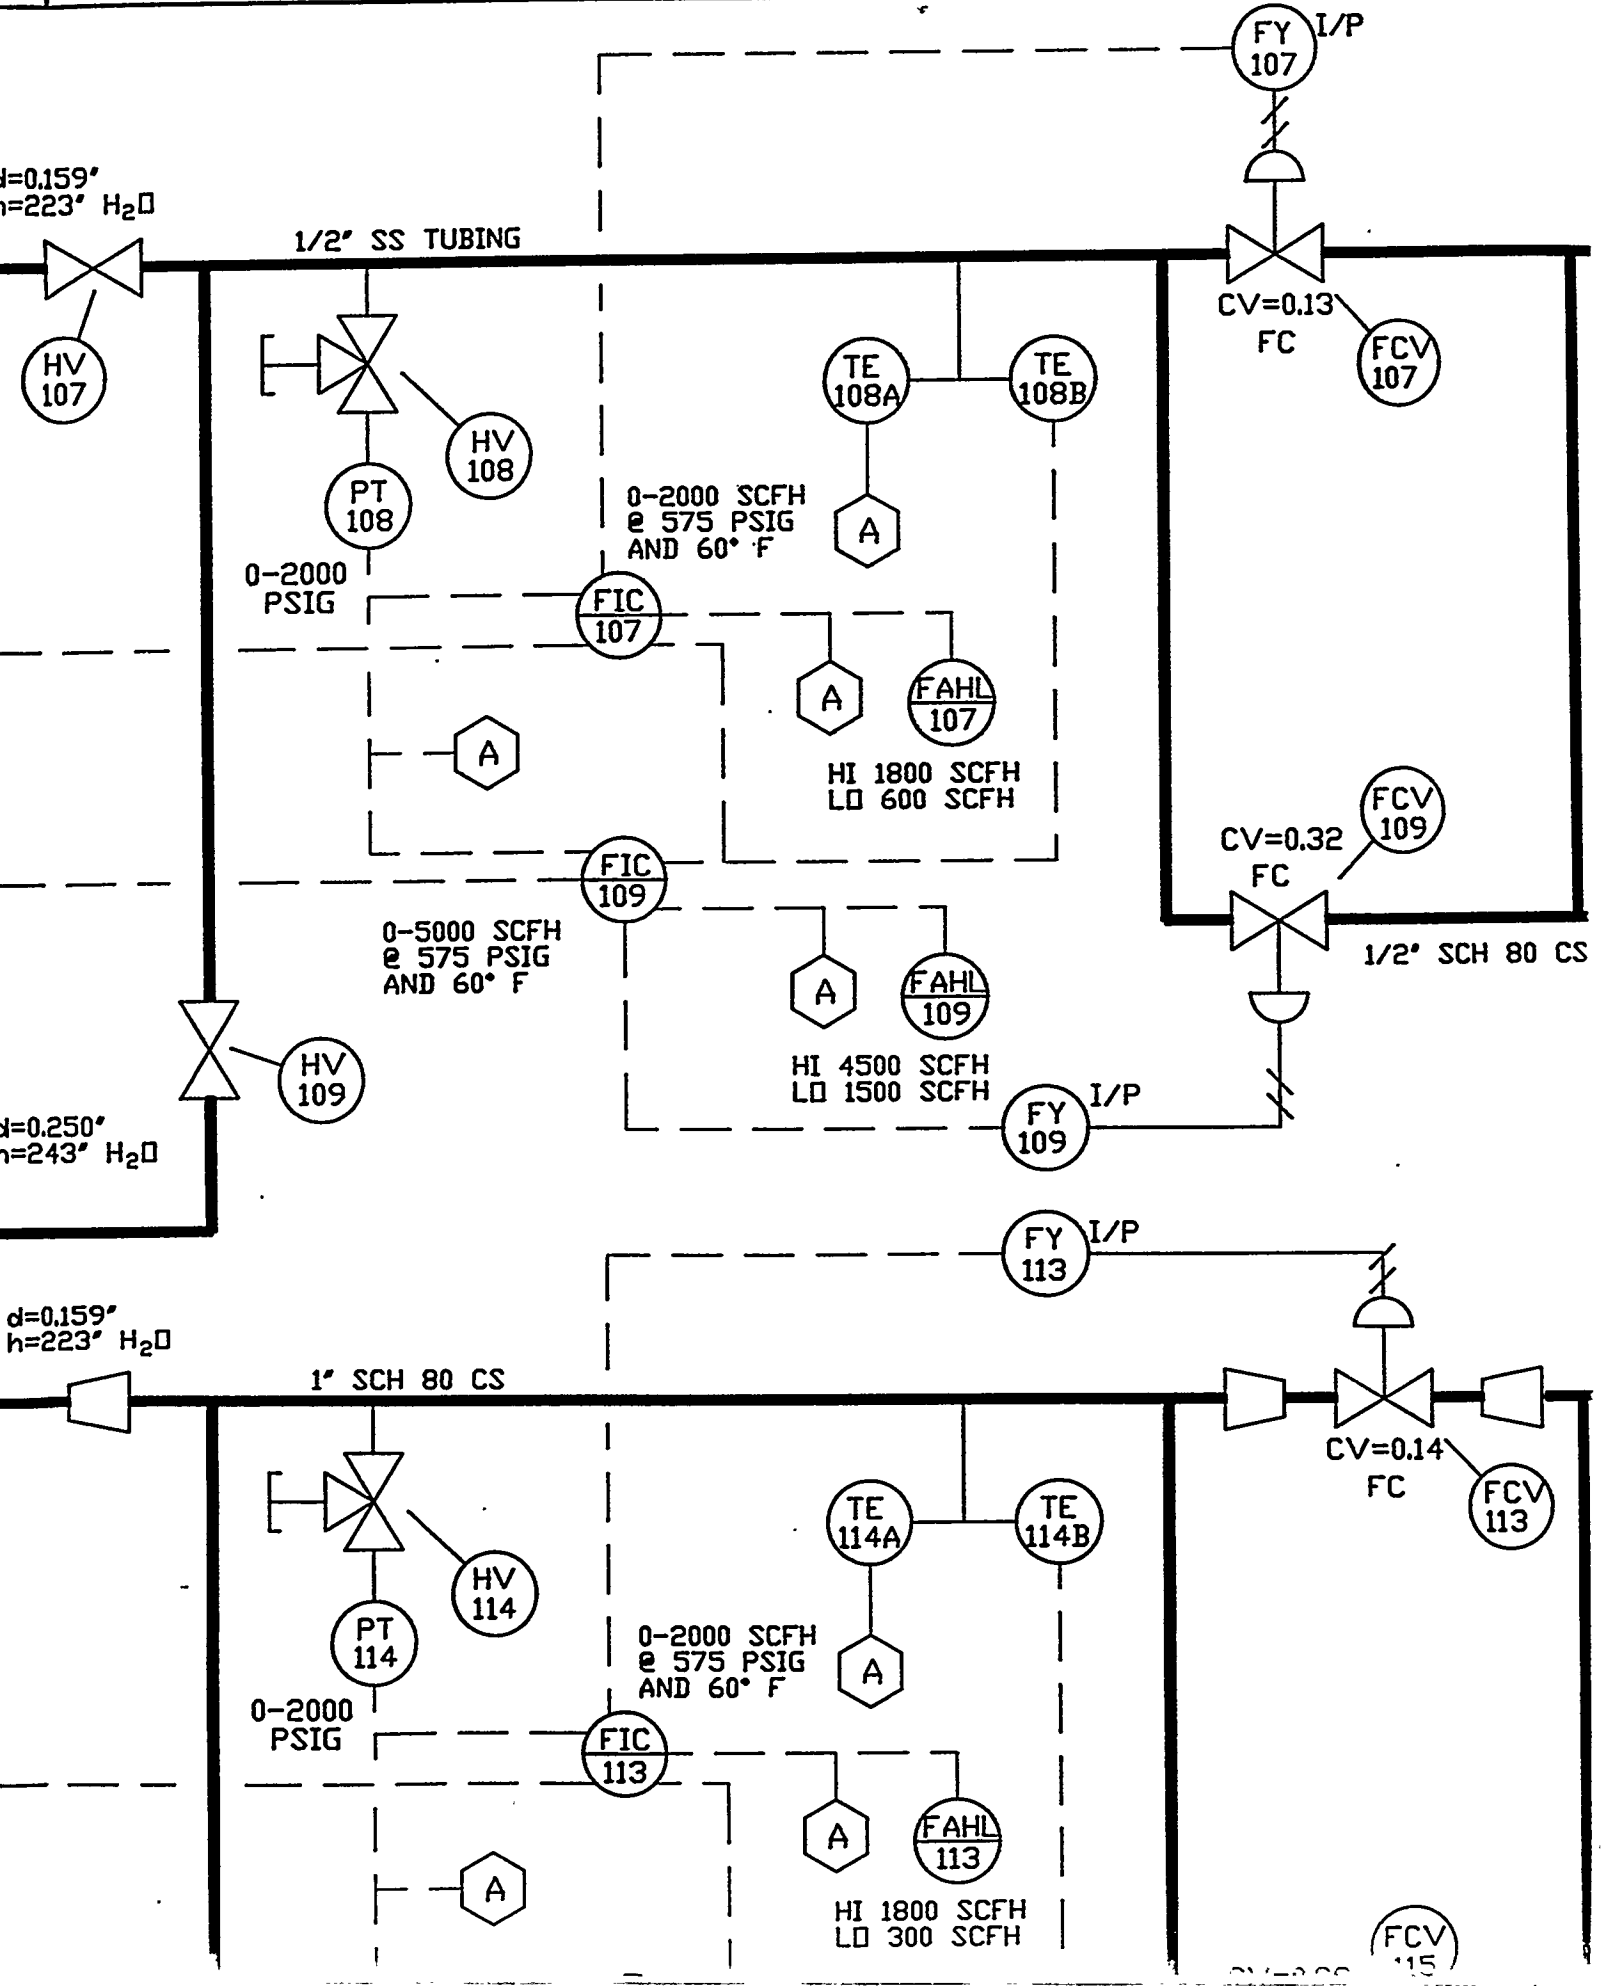 FY
107
I/P
d=0.159"
h=223" H₂O
1/2" SS TUBING
HV
107
HV
108
PT
108
0-2000
PSIG
TE
108A
TE
108B
CV=0.13
FC
FCV
107
0-2000 SCFH
@ 575 PSIG
AND 60° F
A
FIC
107
A
FAHL
107
HI 1800 SCFH
LO 600 SCFH
A
FCV
109
CV=0.32
FC
FIC
109
0-5000 SCFH
@ 575 PSIG
AND 60° F
A
FAHL
109
HI 4500 SCFH
LO 1500 SCFH
1/2" SCH 80 CS
HV
109
FY
109
I/P
d=0.250"
h=243" H₂O
FY
113
I/P
d=0.159"
h=223" H₂O
1" SCH 80 CS
CV=0.14
FC
FCV
113
HV
114
PT
114
0-2000
PSIG
TE
114A
TE
114B
0-2000 SCFH
@ 575 PSIG
AND 60° F
A
FIC
113
A
FAHL
113
HI 1800 SCFH
LO 300 SCFH
A
FCV
115